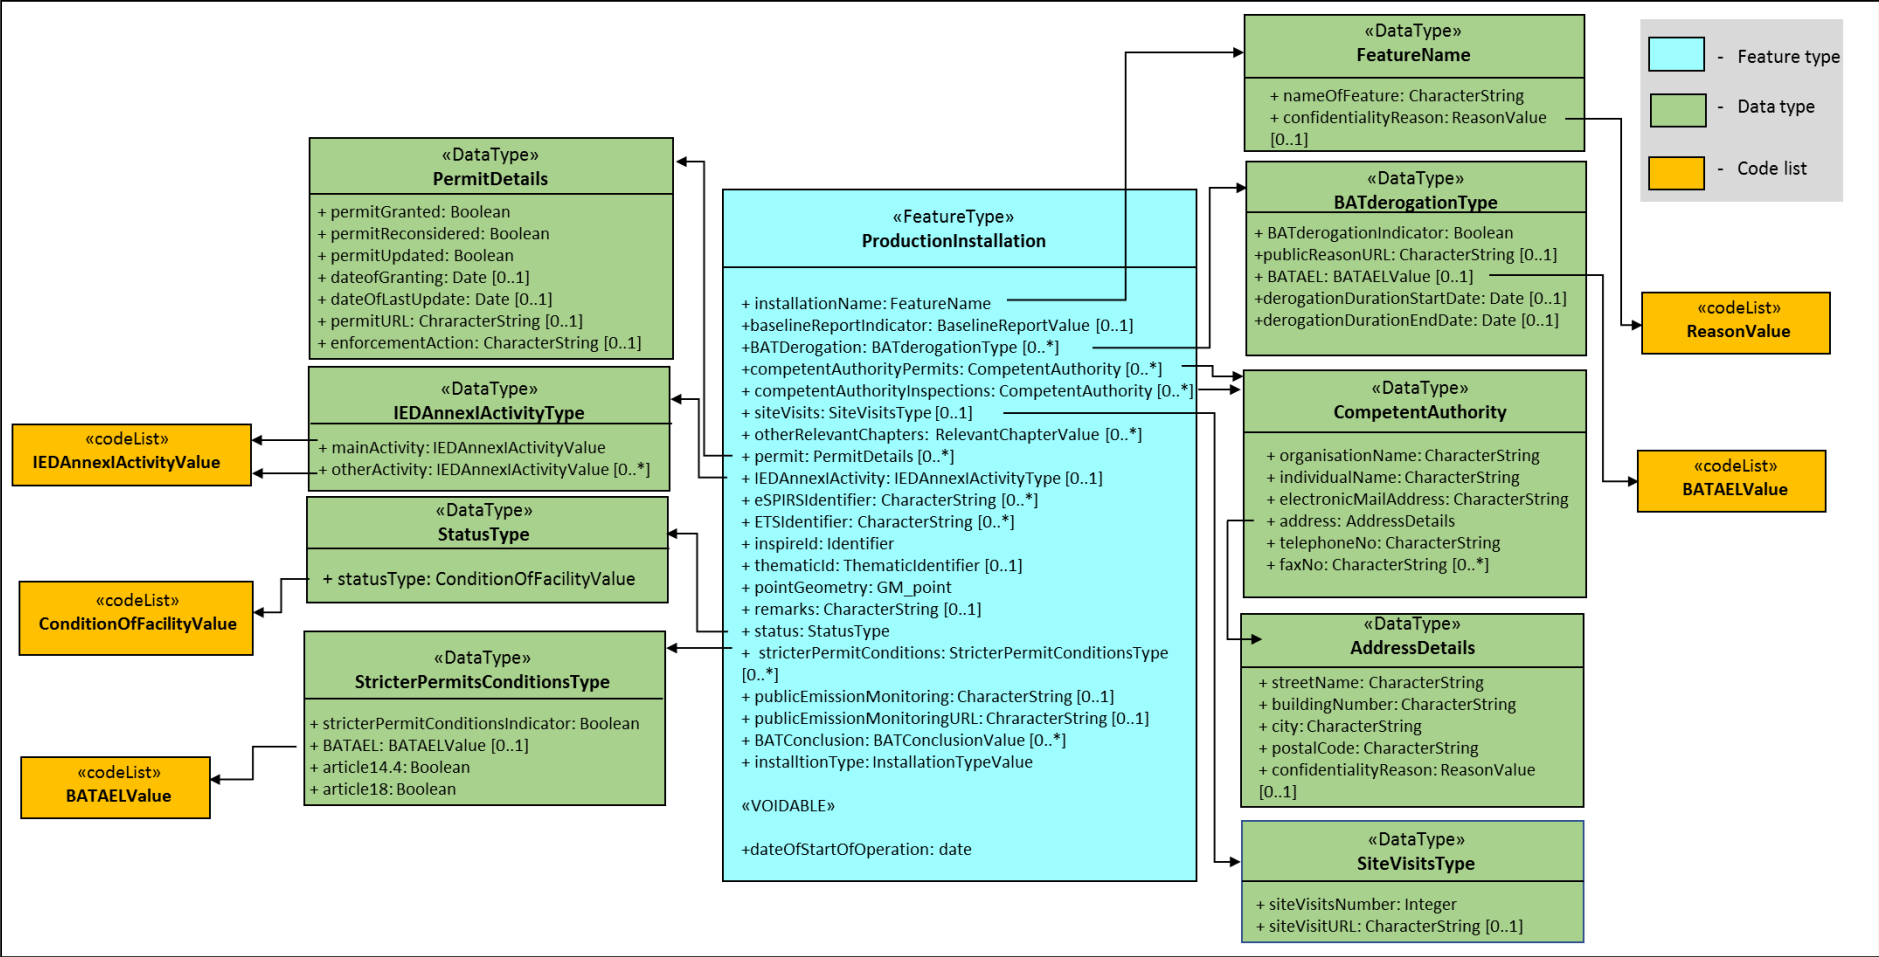 «DataType»
PermitDetails
+ permitGranted: Boolean
+ permitReconsidered: Boolean
+ permitUpdated: Boolean
+ dateofGranting: Date [0..1]
+ dateOfLastUpdate: Date [0..1]
+ permitURL: ChraracterString [0..1]
+ enforcementAction: CharacterString [0..1]
«DataType»
IEDAnnexIActivityType
+ mainActivity: IEDAnnexIActivityValue
+ otherActivity: IEDAnnexIActivityValue [0..*]
«codeList»
IEDAnnexIActivityValue
«DataType»
StatusType
+ statusType: ConditionOfFacilityValue
«codeList»
ConditionOfFacilityValue
«DataType»
StricterPermitsConditionsType
+ stricterPermitConditionsIndicator: Boolean
+ BATAEL: BATAELValue [0..1]
+ article14.4: Boolean
+ article18: Boolean
«codeList»
BATAELValue
«FeatureType»
ProductionInstallation
+ installationName: FeatureName
+baselineReportIndicator: BaselineReportValue [0..1]
+BATDerogation: BATderogationType [0..*]
+competentAuthorityPermits: CompetentAuthority [0..*]
+ competentAuthorityInspections: CompetentAuthority [0..*]
+ siteVisits: SiteVisitsType [0..1]
+ otherRelevantChapters: RelevantChapterValue [0..*]
+ permit: PermitDetails [0..*]
+ IEDAnnexIActivity: IEDAnnexIActivityType [0..1]
+ eSPIRSIdentifier: CharacterString [0..*]
+ ETSIdentifier: CharacterString [0..*]
+ inspireId: Identifier
+ thematicId: ThematicIdentifier [0..1]
+ pointGeometry: GM_point
+ remarks: CharacterString [0..1]
+ status: StatusType
+ stricterPermitConditions: StricterPermitConditionsType
[0..*]
+ publicEmissionMonitoring: CharacterString [0..1]
+ publicEmissionMonitoringURL: ChraracterString [0..1]
+ BATConclusion: BATConclusionValue [0..*]
+ installtionType: InstallationTypeValue
«VOIDABLE»
+dateOfStartOfOperation: date
«DataType»
FeatureName
+ nameOfFeature: CharacterString
+ confidentialityReason: ReasonValue
[0..1]
«DataType»
BATderogationType
+ BATderogationIndicator: Boolean
+publicReasonURL: CharacterString [0..1]
+ BATAEL: BATAELValue [0..1]
+derogationDurationStartDate: Date [0..1]
+derogationDurationEndDate: Date [0..1]
«DataType»
CompetentAuthority
+ organisationName: CharacterString
+ individualName: CharacterString
+ electronicMailAddress: CharacterString
+ address: AddressDetails
+ telephoneNo: CharacterString
+ faxNo: CharacterString [0..*]
«DataType»
AddressDetails
+ streetName: CharacterString
+ buildingNumber: CharacterString
+ city: CharacterString
+ postalCode: CharacterString
+ confidentialityReason: ReasonValue
[0..1]
«DataType»
SiteVisitsType
+ siteVisitsNumber: Integer
+ siteVisitURL: CharacterString [0..1]
- Feature type
- Data type
- Code list
«codeList»
ReasonValue
«codeList»
BATAELValue